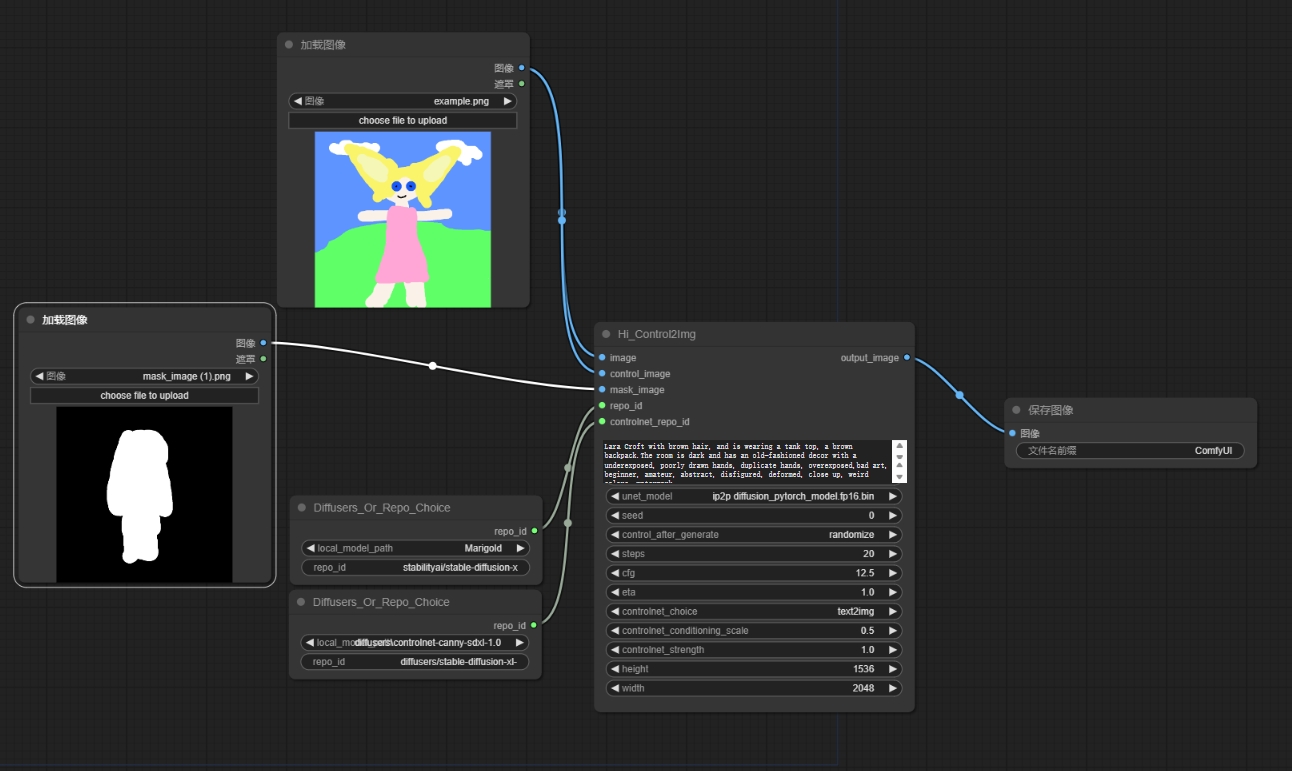 加载图像
图像
遮罩
图像 example.png
choose file to upload
加载图像
图像
遮罩
图像 mask_image (1).png
choose file to upload
Diffusers_Or_Repo_Choice
repo_id
local_model_path Marigold
repo_id stabilityai/stable-diffusion-x
Diffusers_Or_Repo_Choice
repo_id
diffusers\controlnet-canny-sdxl-1.0
repo_id diffusers/stable-diffusion-xl-
Hi_Control2Img
image output_image
control_image
mask_image
repo_id
controlnet_repo_id
Lara Croft with brown hair, and is wearing a tank top, a brown
backpack.The room is dark and has an old-fashioned decor with a
underexposed, poorly drawn hands, duplicate hands, overexposed,bad art,
beginner, amateur, abstract, disfigured, deformed, close up, weird
unet_model ip2p diffusion_pytorch_model.fp16.bin
seed 0
control_after_generate randomize
steps 20
cfg 12.5
eta 1.0
controlnet_choice text2img
controlnet_conditioning_scale 0.5
controlnet_strength 1.0
height 1536
width 2048
保存图像
图像
文件名前缀 ComfyUI